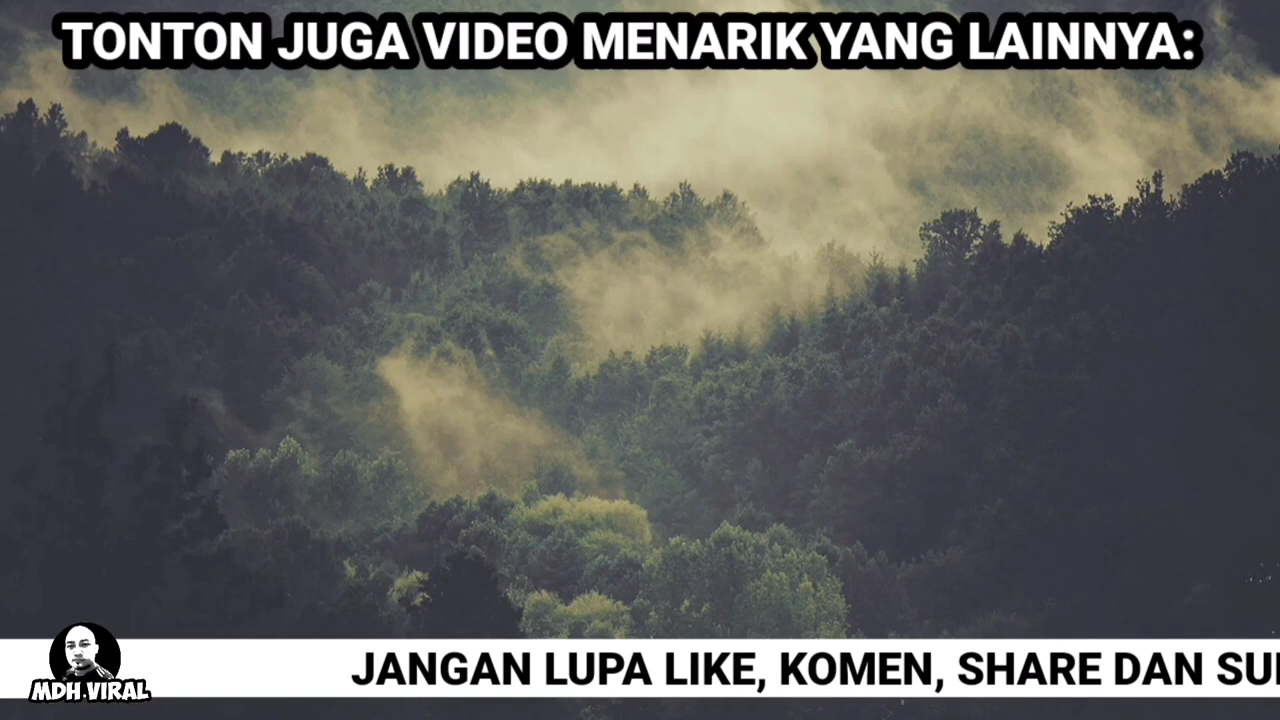 TONTON JUGA VIDEO MENARIK YANG LAINNYA:
JANGAN LUPA LIKE, KOMEN, SHARE DAN
MDH VIRAL